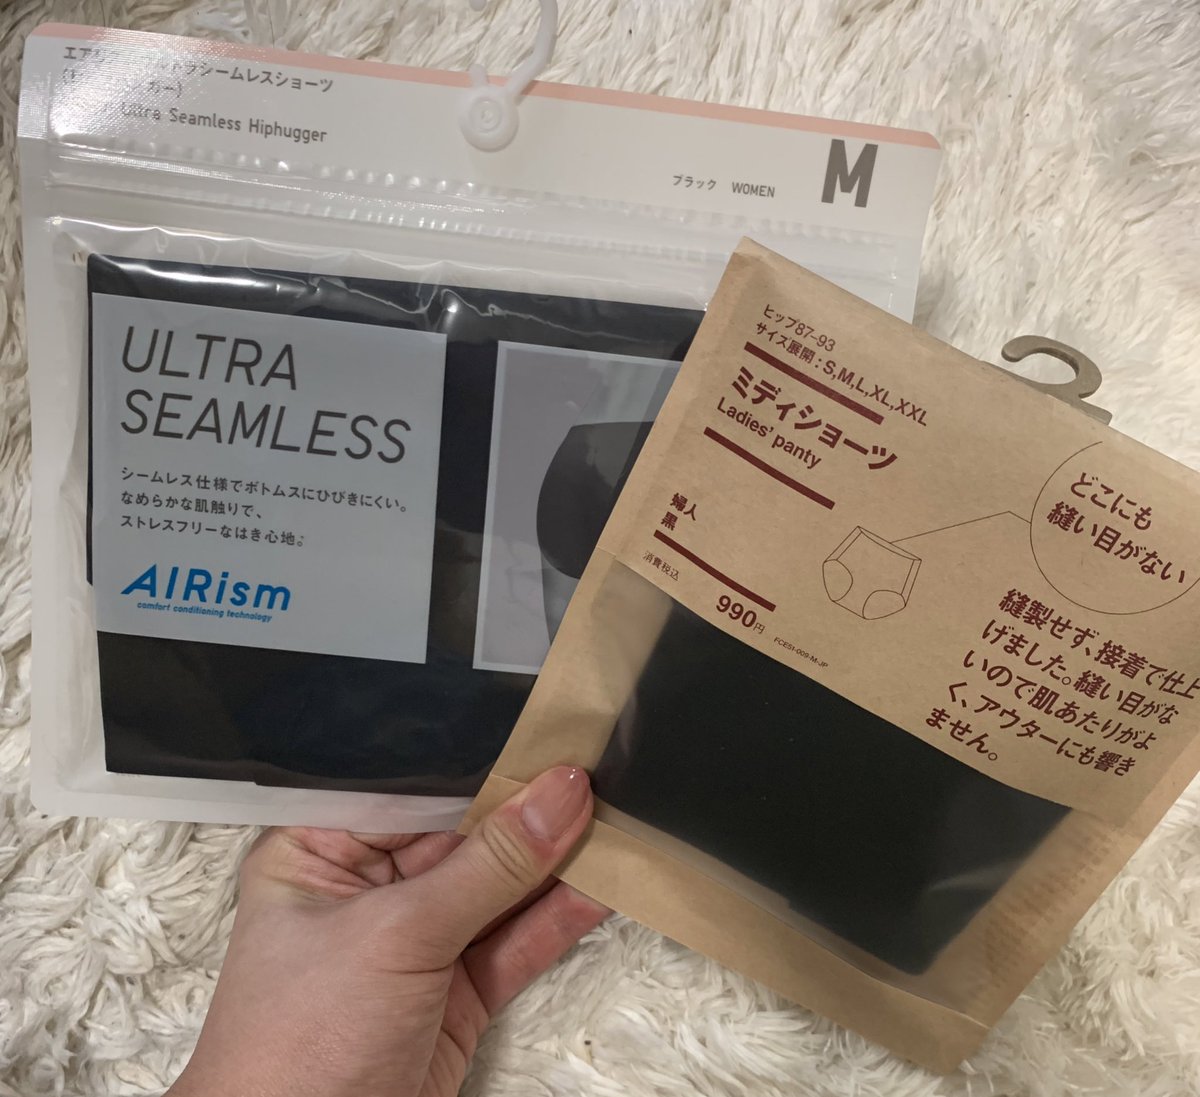 ラシームレスショーツ
カー)
Ultra Seamless Hiphugger
ブラック WOMEN
M
ULTRA
SEAMLESS
シームレス仕様でボトムスにひびきにくい。
なめらかな肌触りで、
ストレスフリーなはき心地。
AIRism
comfort conditioning technology
ヒップ87-93
サイズ展開:S,M,L,XL,XXL
ミディショーツ
Ladies' panty
婦人
黒
消費税込
990円
FCE51-009-M-JP
どこにも
縫い目がない
縫製せず、接着で仕上
げました。縫い目がな
いので肌あたりがよ
く、アウターにも響き
ません。